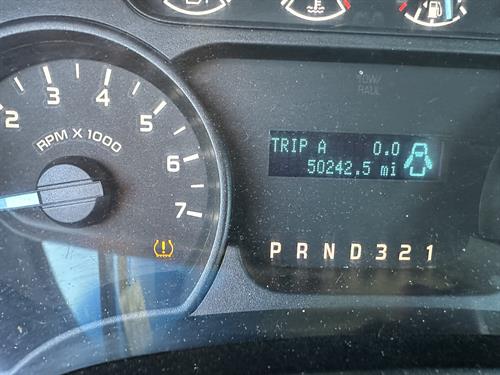 TOW/
HAUL
2
3
4
5
6
7
RPM X 1000
TRIP A 0.0
50242.5 mi
P R N D 3 2 1